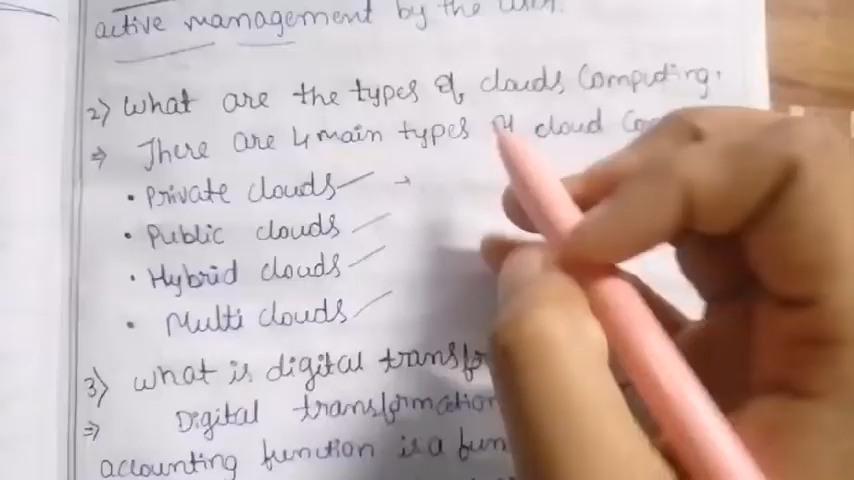 active management by the
2) What are the types of clouds Computing.
⇒ There are 4 main types of cloud
• Private clouds →
• Public clouds
• Hybrid clouds
• Multi clouds
3) what is digital
⇒ Digital transformation
accounting function is a